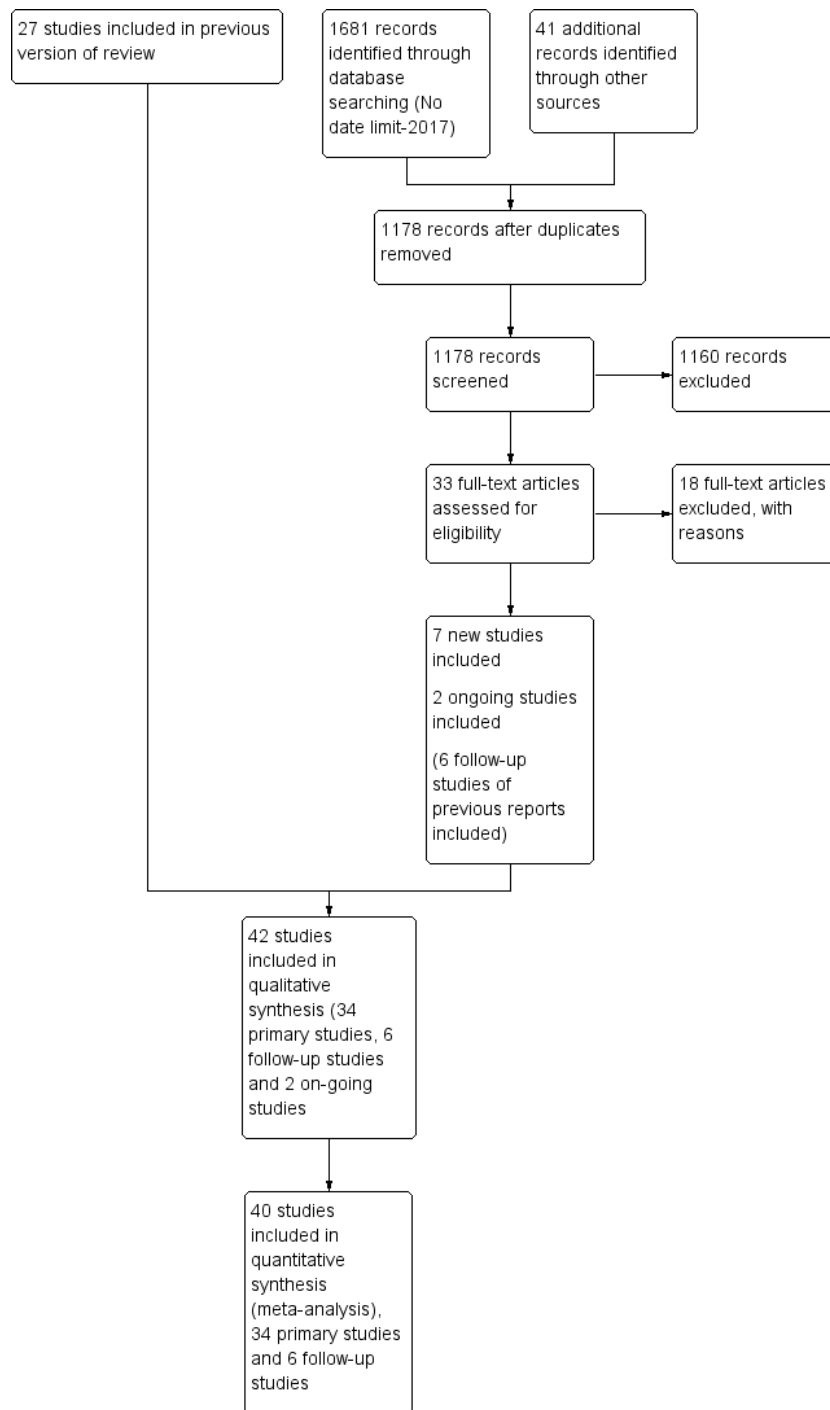 27 studies included in previous
version of review
1681 records
identified through
database
searching (No
date limit-2017)
41 additional
records identified
through other
sources
1178 records after duplicates
removed
1178 records
screened
1160 records
excluded
33 full-text articles
assessed for
eligibility
18 full-text articles
excluded, with
reasons
7 new studies
included
2 ongoing studies
included
(6 follow-up
studies of
previous reports
included)
42 studies
included in
qualitative
synthesis (34
primary studies, 6
follow-up studies
and 2 on-going
studies
40 studies
included in
quantitative
synthesis
(meta-analysis),
34 primary studies
and 6 follow-up
studies